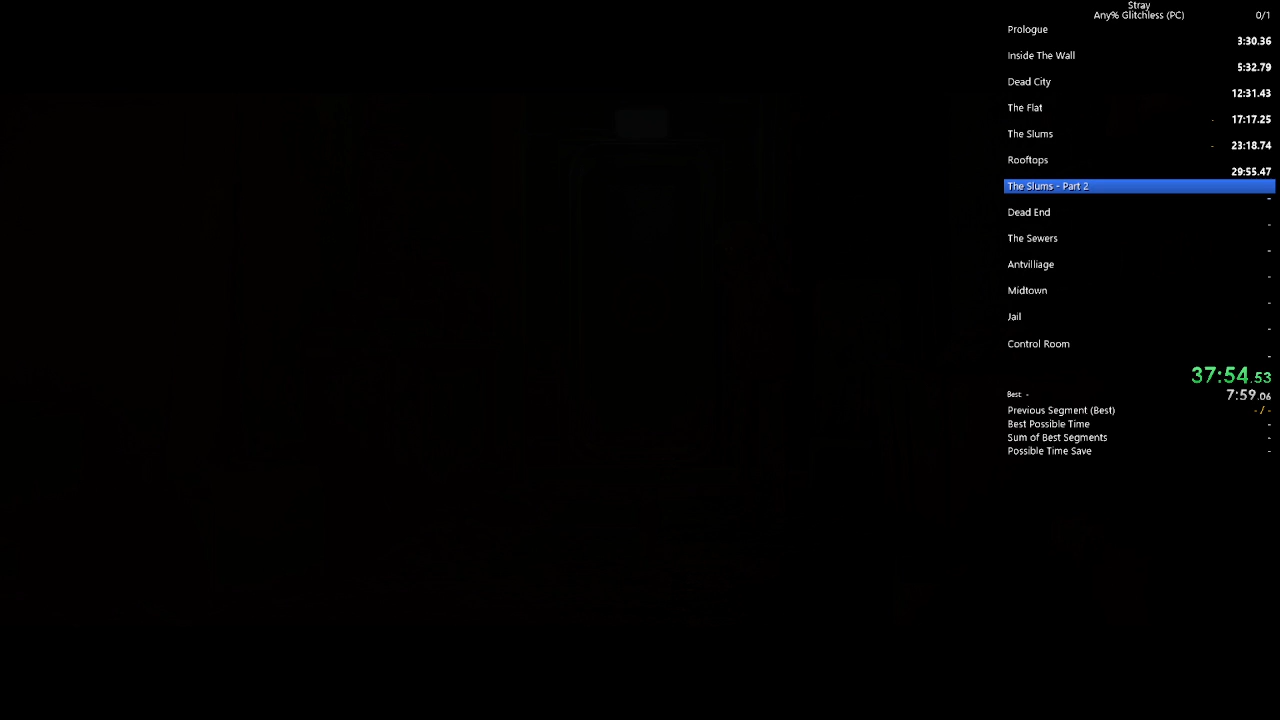 Stray
Any% Glitchless (PC) 0/1
Prologue
3:30.36
Inside The Wall
5:32.79
Dead City
12:31.43
The Flat
- 17:17.25
The Slums
- 23:18.74
Rooftops
29:55.47
The Slums - Part 2
-
Dead End
-
The Sewers
-
Antvilliage
-
Midtown
-
Jail
-
Control Room
-
37:54.53
Best: - 7:59.06
Previous Segment (Best) - / -
Best Possible Time -
Sum of Best Segments -
Possible Time Save -